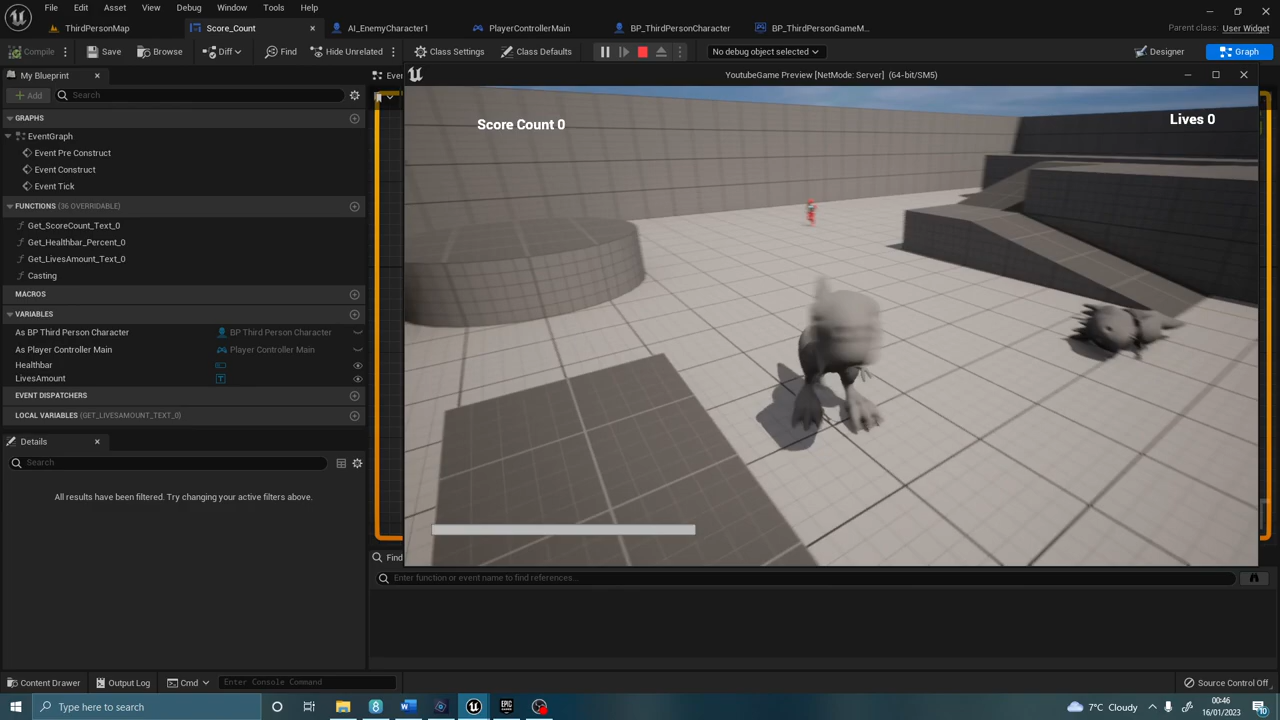 File Edit Asset View Debug Window Tools Help
ThirdPersonMap Score_Count AI_EnemyCharacter1 PlayerControllerMain BP_ThirdPersonCharacter BP_ThirdPersonGameM... Parent class: User Widget
Compile Save Browse Diff Find Hide Unrelated Class Settings Class Defaults No debug object selected Designer Graph
My Blueprint Even YoutubeGame Preview [NetMode: Server] (64-bit/SM5)
Add Search
GRAPHS
EventGraph
Event Pre Construct
Event Construct
Event Tick
FUNCTIONS (36 OVERRIDABLE)
Get_ScoreCount_Text_0
Get_Healthbar_Percent_0
Get_LivesAmount_Text_0
Casting
MACROS
VARIABLES
As BP Third Person Character BP Third Person Character
As Player Controller Main Player Controller Main
Healthbar
LivesAmount
EVENT DISPATCHERS
LOCAL VARIABLES (GET_LIVESAMOUNT_TEXT_0)
Details
Search
All results have been filtered. Try changing your active filters above.
Score Count 0 Lives 0
Find
Enter function or event name to find references...
Content Drawer Output Log Cmd Enter Console Command Source Control Off
Type here to search 7°C Cloudy 00:46
16/01/2023 10